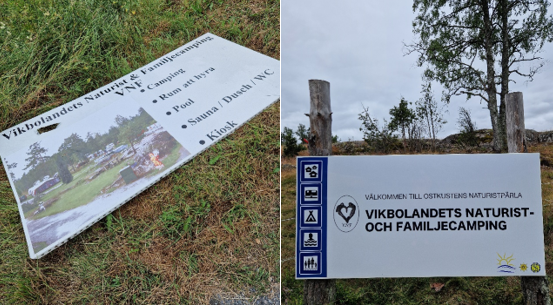 Vikbolandets Naturist & Familjecamping
VNF
• Camping
• Rum att hyra
• Pool
• Sauna / Dusch / WC
• Kiosk
VÄLKOMMEN TILL OSTKUSTENS NATURISTPÄRLA
VIKBOLANDETS NATURIST-
OCH FAMILJECAMPING